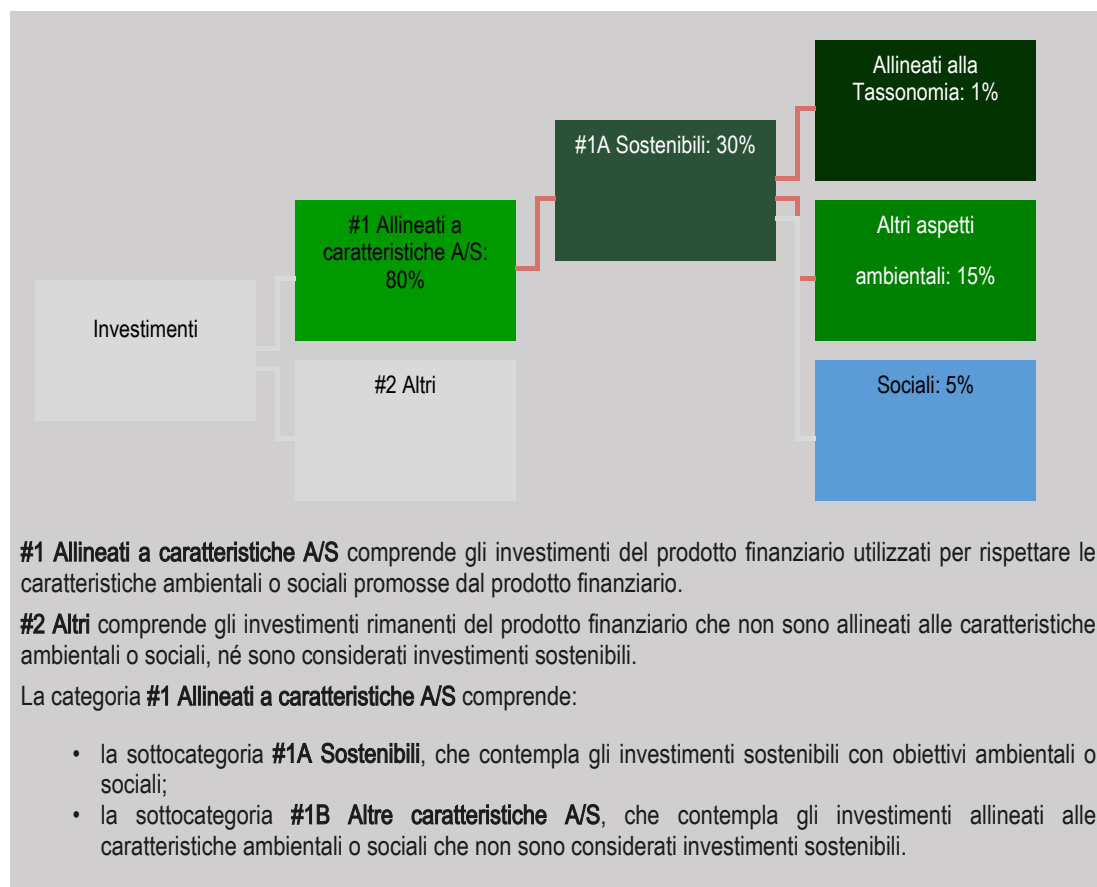 Allineati alla
Tassonomia: 1%
#1A Sostenibili: 30%
#1 Allineati a
caratteristiche A/S:
80%
Altri aspetti
ambientali: 15%
Investimenti
#2 Altri
Sociali: 5%
#1 Allineati a caratteristiche A/S comprende gli investimenti del prodotto finanziario utilizzati per rispettare le
caratteristiche ambientali o sociali promosse dal prodotto finanziario.
#2 Altri comprende gli investimenti rimanenti del prodotto finanziario che non sono allineati alle caratteristiche
ambientali o sociali, né sono considerati investimenti sostenibili.
La categoria #1 Allineati a caratteristiche A/S comprende:
• la sottocategoria #1A Sostenibili, che contempla gli investimenti sostenibili con obiettivi ambientali o
sociali;
• la sottocategoria #1B Altre caratteristiche A/S, che contempla gli investimenti allineati alle
caratteristiche ambientali o sociali che non sono considerati investimenti sostenibili.